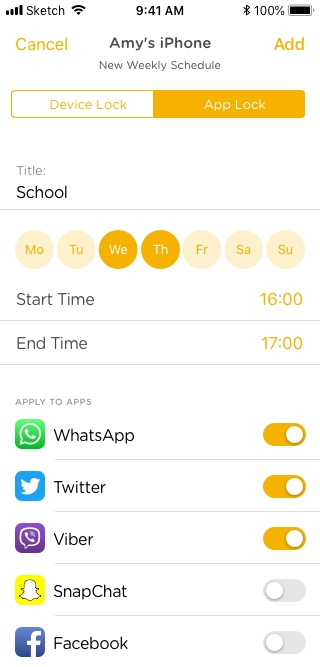 Sketch 9:41 AM 100%
Cancel Amy's iPhone Add
New Weekly Schedule
Device Lock App Lock
Title:
School
Mo Tu We Th Fr Sa Su
Start Time 16:00
End Time 17:00
APPLY TO APPS
WhatsApp
Twitter
Viber
SnapChat
Facebook